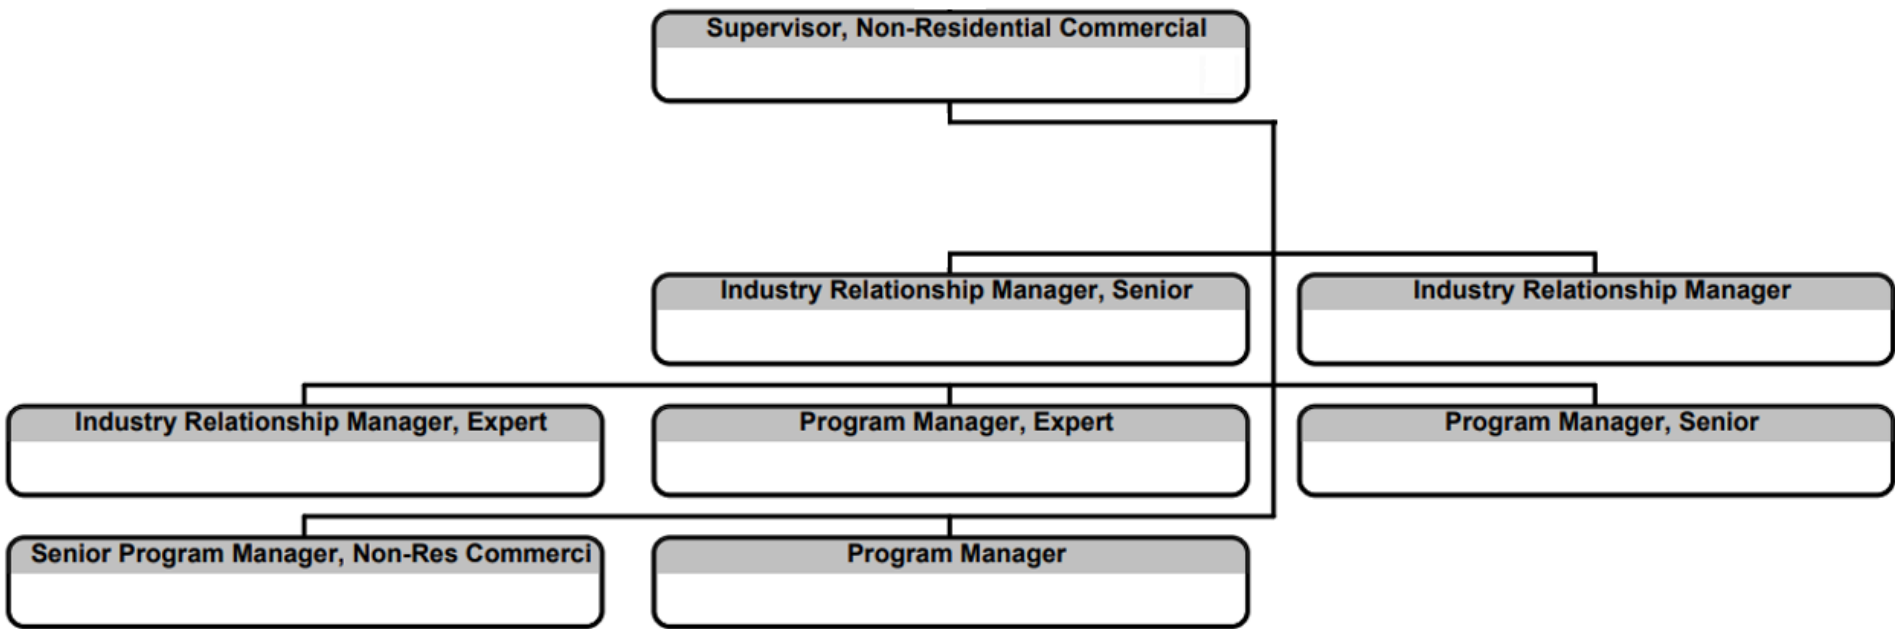 Supervisor, Non-Residential Commercial
Industry Relationship Manager, Senior
Industry Relationship Manager
Industry Relationship Manager, Expert
Program Manager, Expert
Program Manager, Senior
Senior Program Manager, Non-Res Commerci
Program Manager